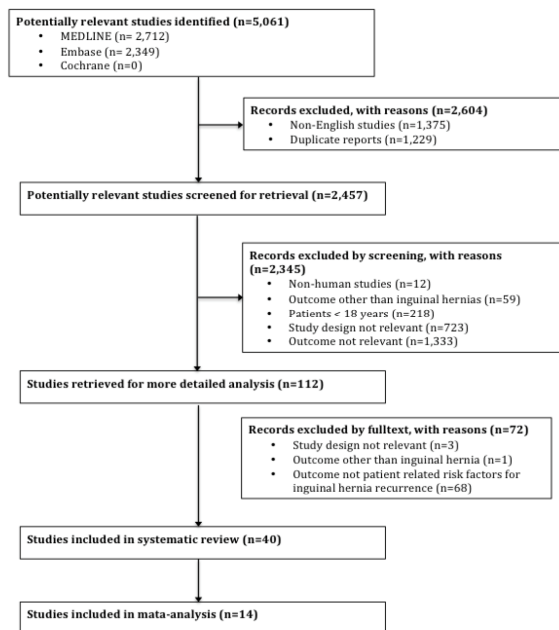 Potentially relevant studies identified (n=5,061)
• MEDLINE (n= 2,712)
• Embase (n= 2,349)
• Cochrane (n=0)
Records excluded, with reasons (n=2,604)
• Non-English studies (n=1,375)
• Duplicate reports (n=1,229)
Potentially relevant studies screened for retrieval (n=2,457)
Records excluded by screening, with reasons
(n=2,345)
• Non-human studies (n=12)
• Outcome other than inguinal hernias (n=59)
• Patients < 18 years (n=218)
• Study design not relevant (n=723)
• Outcome not relevant (n=1,333)
Studies retrieved for more detailed analysis (n=112)
Records excluded by fulltext, with reasons (n=72)
• Study design not relevant (n=3)
• Outcome other than inguinal hernia (n=1)
• Outcome not patient related risk factors for
inguinal hernia recurrence (n=68)
Studies included in systematic review (n=40)
Studies included in mata-analysis (n=14)